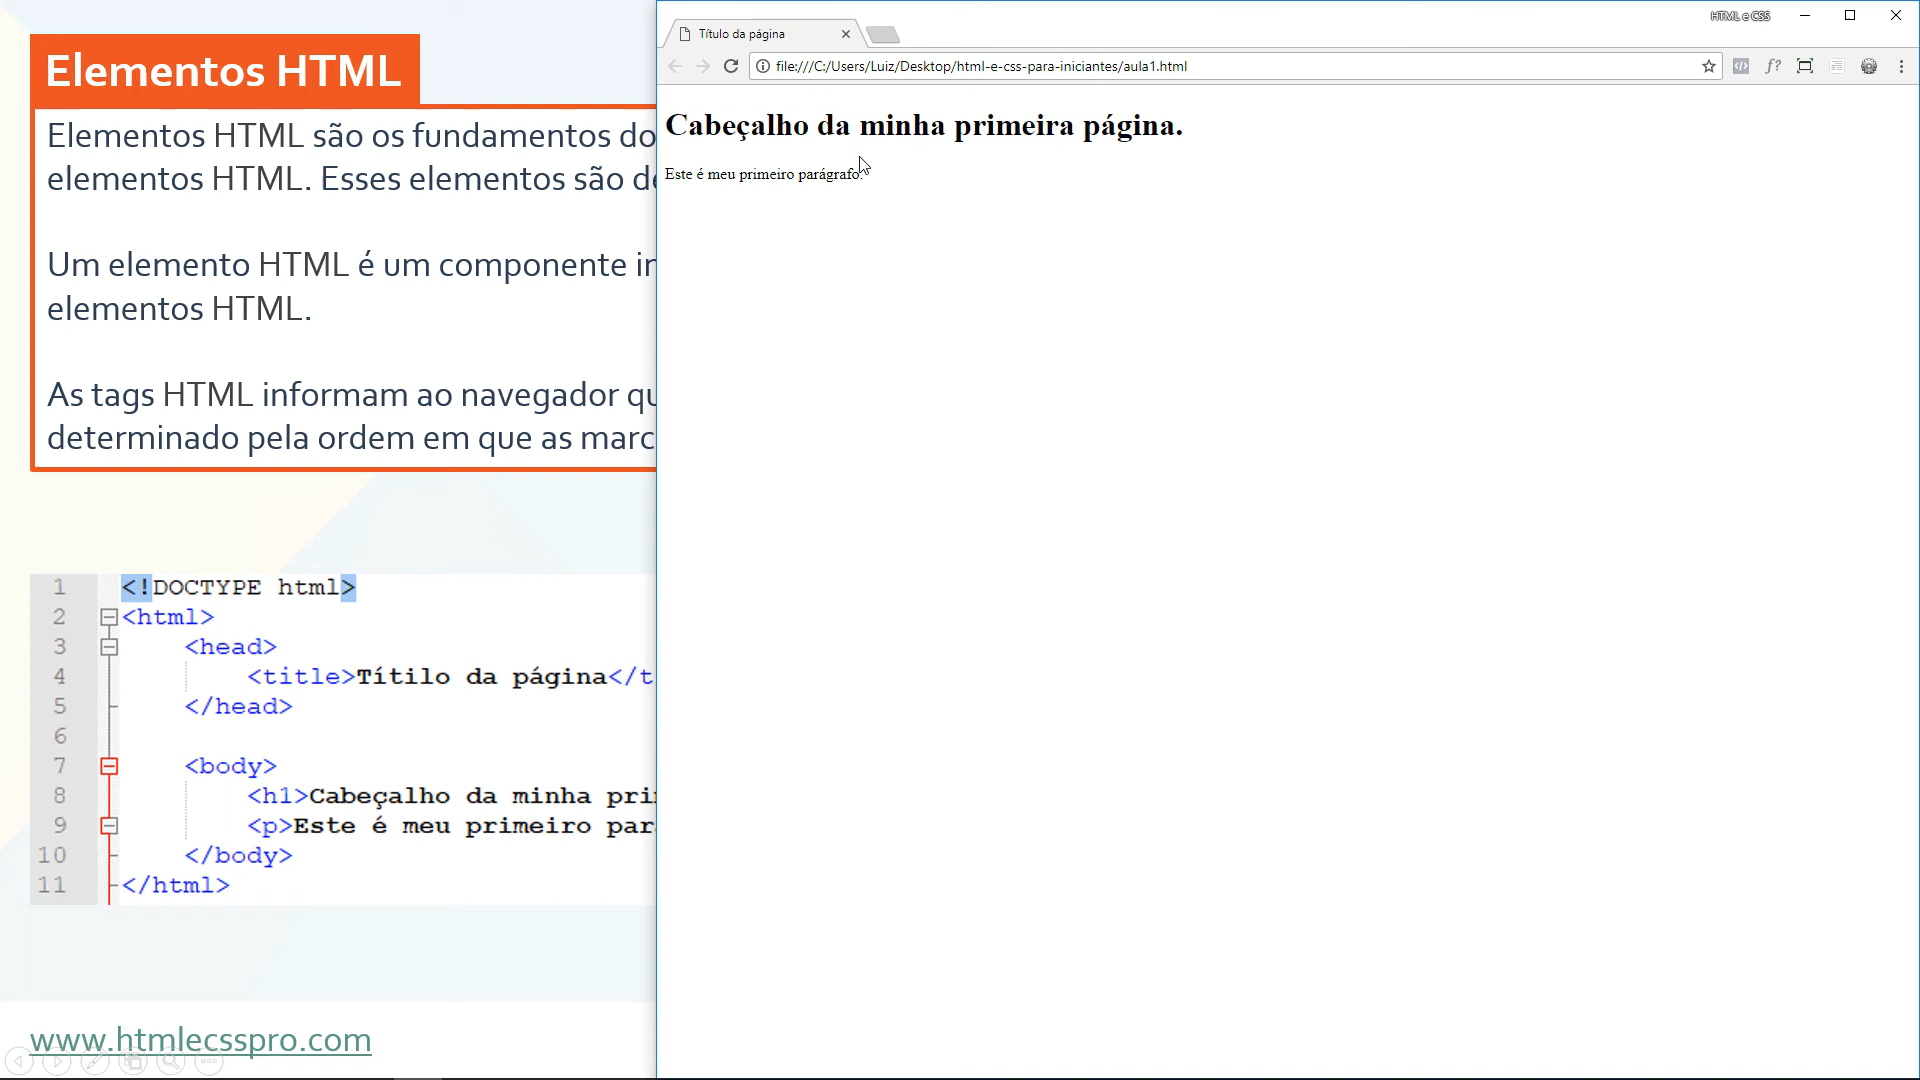 Elementos HTML
Elementos HTML são os fundamentos do
elementos HTML. Esses elementos são de
Um elemento HTML é um componente in
elementos HTML.
As tags HTML informam ao navegador qu
determinado pela ordem em que as marc
1 <!DOCTYPE html>
2 <html>
3 <head>
4 <title>Títilo da página</t
5 </head>
6
7 <body>
8 <h1>Cabeçalho da minha pri
9 <p>Este é meu primeiro par
10 </body>
11 </html>
www.htmlecsspro.com
HTML e CSS
Título da página
file:///C:/Users/Luiz/Desktop/html-e-css-para-iniciantes/aula1.html
f?
Cabeçalho da minha primeira página.
Este é meu primeiro parágrafo.